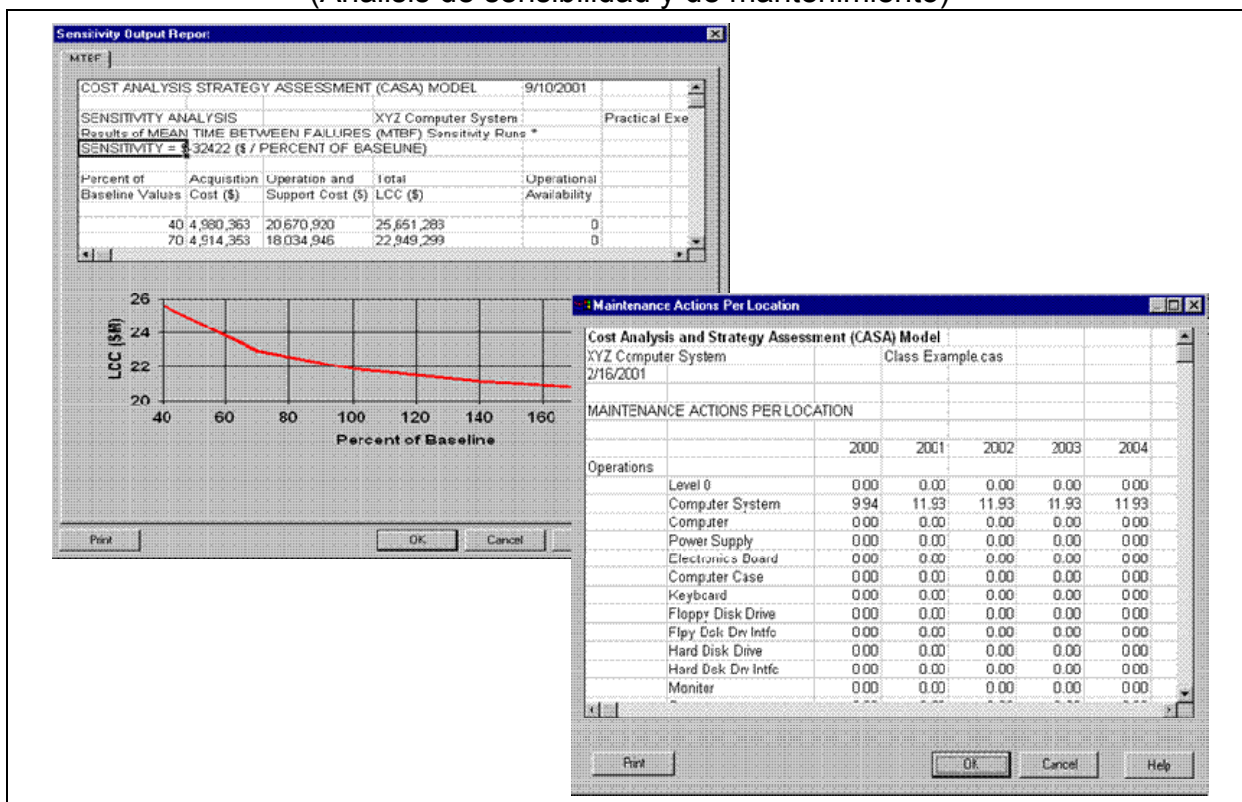 (Análisis de sensibilidad y de mantenimiento)
Sensitivity Output Report
MTBF
COST ANALYSIS STRATEGY ASSESSMENT (CASA) MODEL 9/10/2001
SENSITIVITY ANALYSIS XYZ Computer System Practical Exe
Results of MEAN TIME BETWEEN FAILURES (MTBF) Sensitivity Runs *
SENSITIVITY = $-32422 ($ / PERCENT OF BASELINE)
Percent of Acquisition Operation and Total Operational
Baseline Values Cost ($) Support Cost ($) LCC ($) Availability
40 4,980,363 20,670,920 25,651,283 0
70 4,914,353 18,034,946 22,949,299 0
26
24
22
20
LCC ($M)
40 60 80 100 120 140 160
Percent of Baseline
Print OK Cancel
Maintenance Actions Per Location
Cost Analysis and Strategy Assessment (CASA) Model
XYZ Computer System Class Example.cas
2/16/2001
MAINTENANCE ACTIONS PER LOCATION
2000 2001 2002 2003 2004
Operations
Level 0 0.00 0.00 0.00 0.00 0.00
Computer System 9.94 11.93 11.93 11.93 11.93
Computer 0.00 0.00 0.00 0.00 0.00
Power Supply 0.00 0.00 0.00 0.00 0.00
Electronics Board 0.00 0.00 0.00 0.00 0.00
Computer Case 0.00 0.00 0.00 0.00 0.00
Keyboard 0.00 0.00 0.00 0.00 0.00
Floppy Disk Drive 0.00 0.00 0.00 0.00 0.00
Flpy Dsk Drv Intfc 0.00 0.00 0.00 0.00 0.00
Hard Disk Drive 0.00 0.00 0.00 0.00 0.00
Hard Dsk Drv Intfc 0.00 0.00 0.00 0.00 0.00
Monitor 0.00 0.00 0.00 0.00 0.00
Print OK Cancel Help